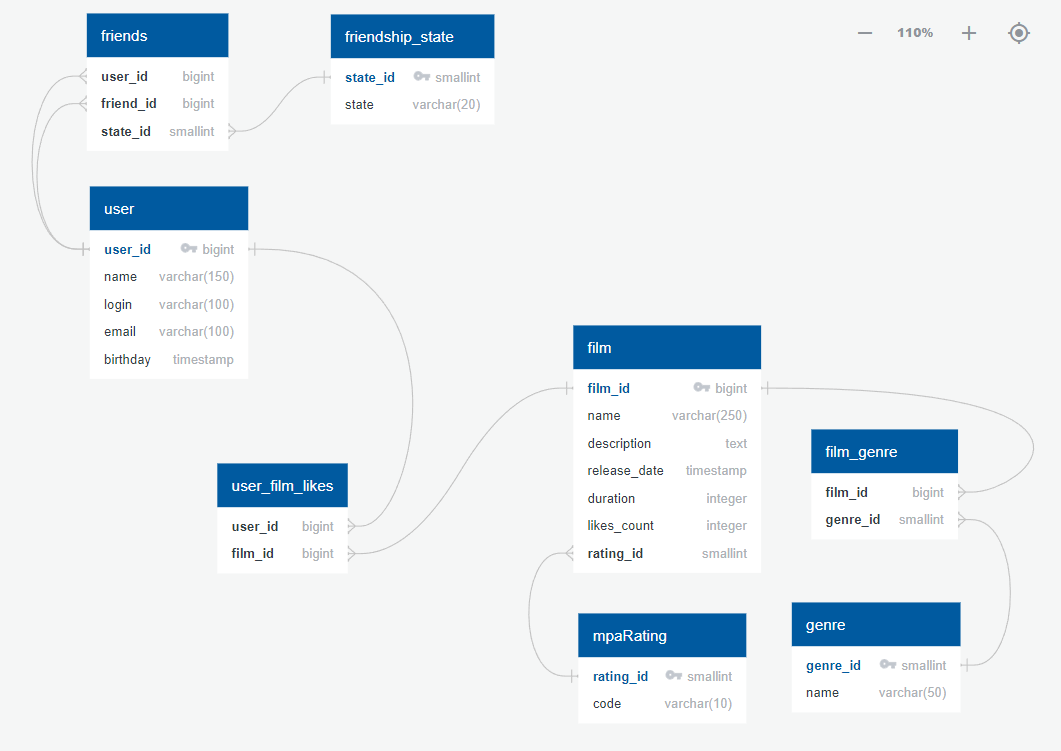 friends
user_id bigint
friend_id bigint
state_id smallint
friendship_state
state_id smallint
state varchar(20)
110%
user
user_id bigint
name varchar(150)
login varchar(100)
email varchar(100)
birthday timestamp
film
film_id bigint
name varchar(250)
description text
release_date timestamp
duration integer
likes_count integer
rating_id smallint
film_genre
film_id bigint
genre_id smallint
user_film_likes
user_id bigint
film_id bigint
mpaRating
rating_id smallint
code varchar(10)
genre
genre_id smallint
name varchar(50)